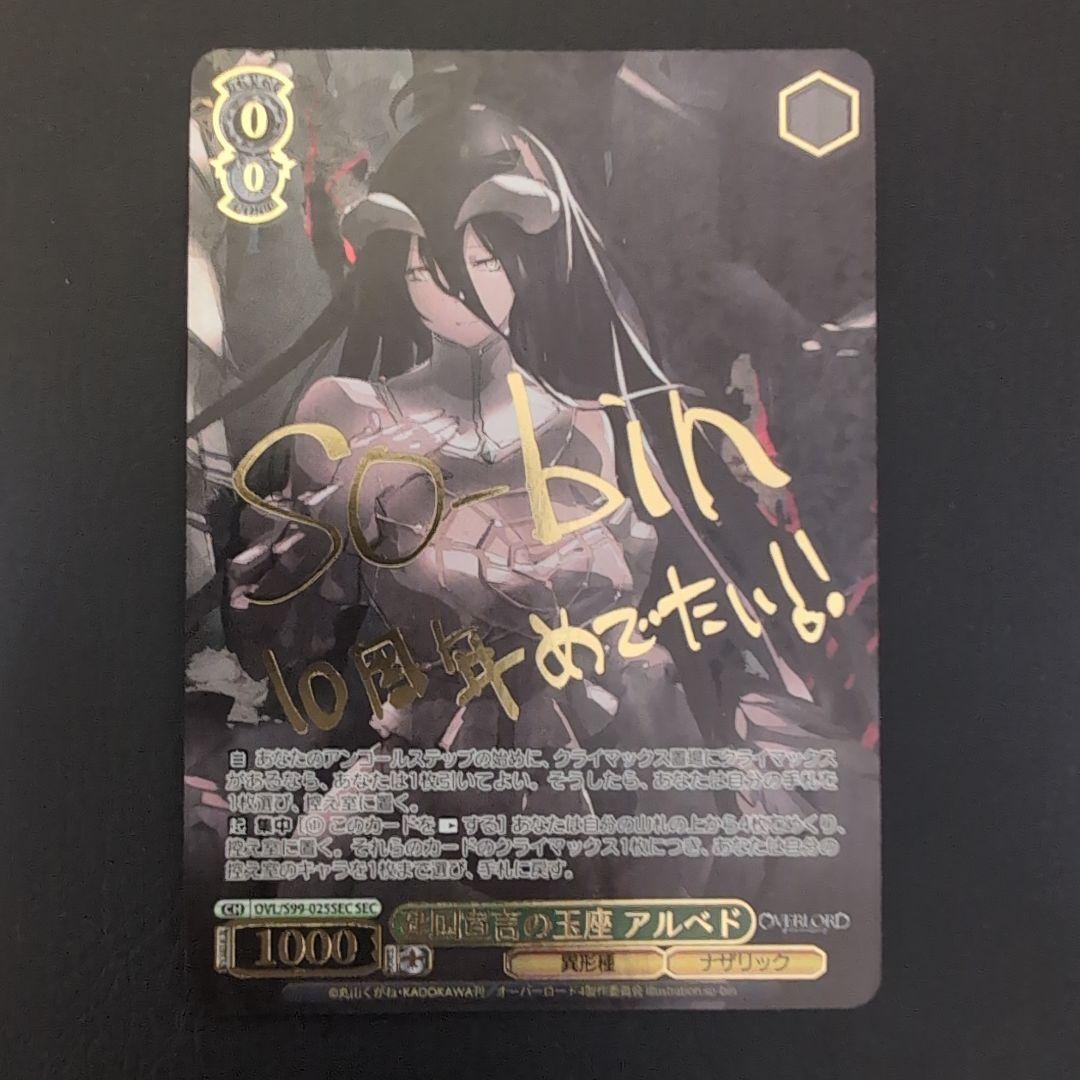 0
0
so-bin
10周年めでたい!!
自 あなたのアンコールステップの始めに、クライマックス置場にクライマックス
があるなら、あなたは1枚引いてよい。そうしたら、あなたは自分の手札を
1枚選び、控え室に置く。
起 集中 [① このカードを する] あなたは自分の山札の上から4枚をめくり、
控え室に置く。それらのカードのクライマックス1枚につき、あなたは自分の
控え室のキャラを1枚まで選び、手札に戻す。
CH OVL/S99-025SEC SEC
の玉座 アルベド
OVERLORD
1000
異形種 ナザリック
©丸山くがね・KADOKAWA刊/オーバーロード4製作委員会 illustration so-bin